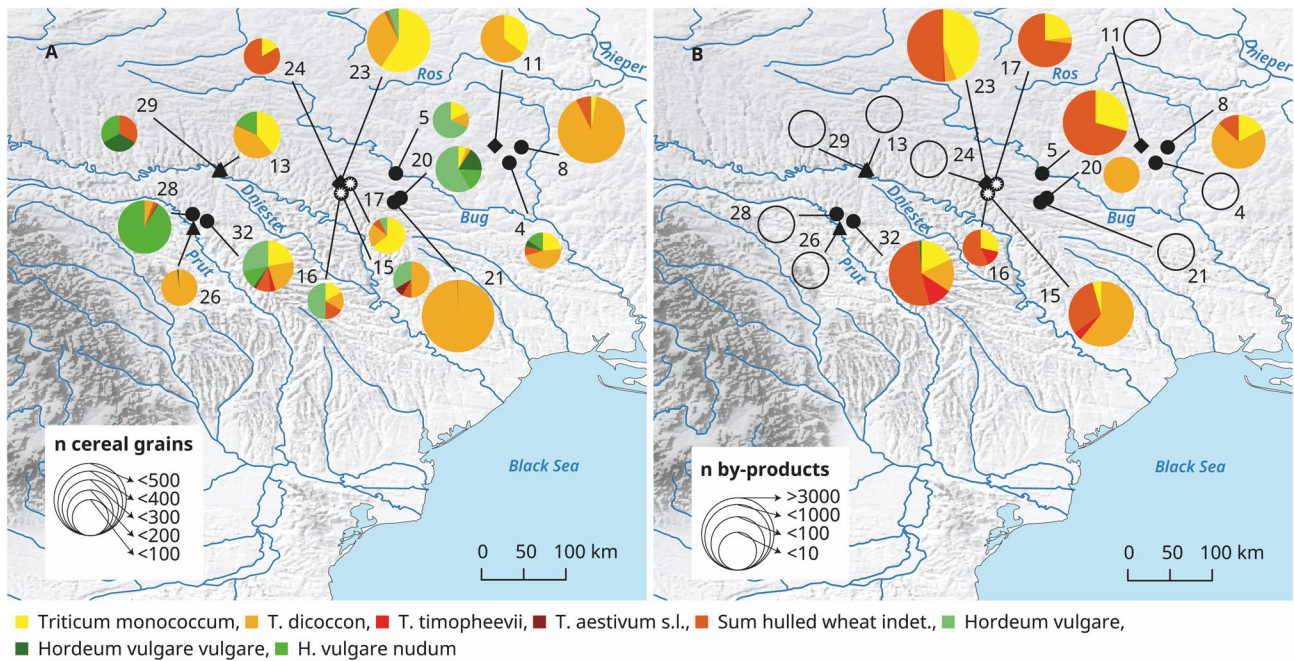 A
29
24
23
Ros
11
Dnieper
13
5
20
8
28
Dniester
17
Bug
4
32
Prut
26
16
15
21
n cereal grains
<500
<400
<300
<200
<100
Black Sea
0 50 100 km
B
23
17
Ros
11
Dnieper
29
13
24
5
20
8
28
Dniester
Bug
4
26
Prut
32
16
15
21
n by-products
>3000
<1000
<100
<10
Black Sea
0 50 100 km
Triticum monococcum, T. dicoccon, T. timopheevii, T. aestivum s.l., Sum hulled wheat indet., Hordeum vulgare,
Hordeum vulgare vulgare, H. vulgare nudum